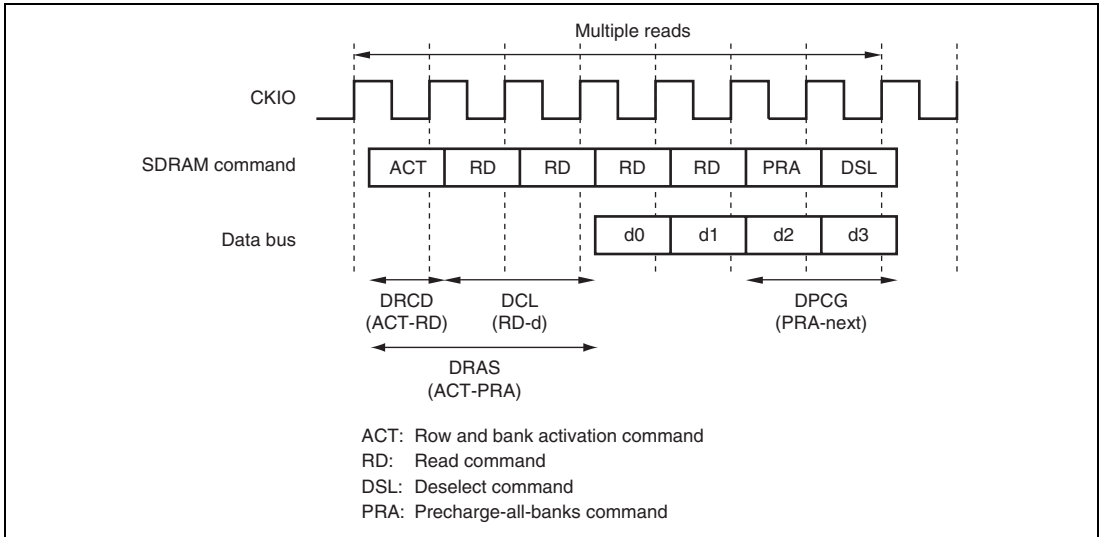 Multiple reads
CKIO
SDRAM command
ACT RD RD RD RD PRA DSL
Data bus
d0 d1 d2 d3
DRCD DCL DPCG
(ACT-RD) (RD-d) (PRA-next)
DRAS
(ACT-PRA)
ACT: Row and bank activation command
RD: Read command
DSL: Deselect command
PRA: Precharge-all-banks command